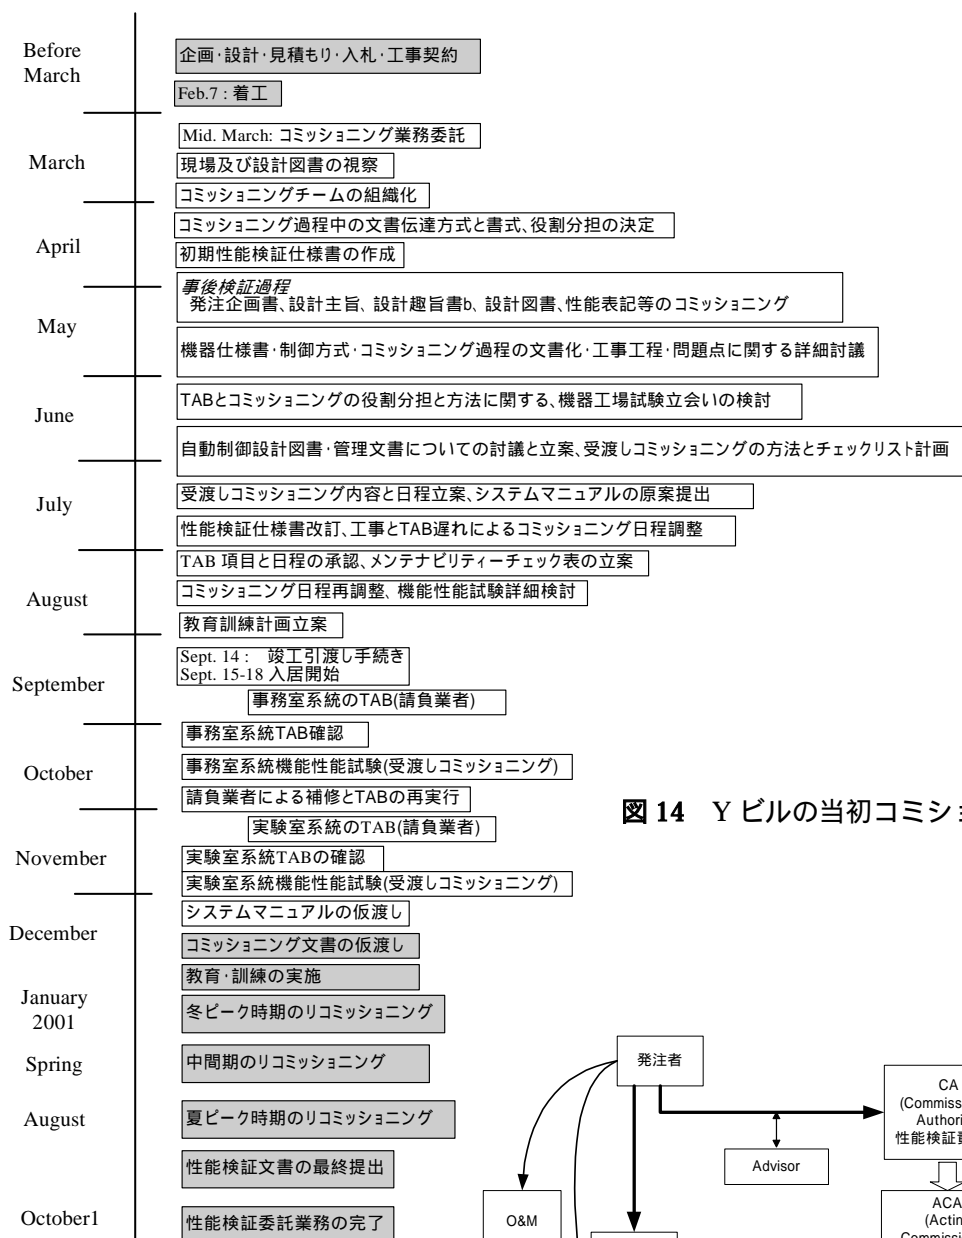 Before
March
企画･設計･見積もり･入札･工事契約
Feb.7 : 着工
March
Mid. March: コミッショニング業務委託
現場及び設計図書の視察
コミッショニングチームの組織化
April
コミッショニング過程中の文書伝達方式と書式、役割分担の決定
初期性能検証仕様書の作成
May
事後検証過程
発注企画書、設計主旨、設計趣旨書b、設計図書、性能表記等のコミッショニング
機器仕様書･制御方式･コミッショニング過程の文書化･工事工程･問題点に関する詳細討議
June
TABとコミッショニングの役割分担と方法に関する、機器工場試験立会いの検討
自動制御設計図書･管理文書についての討議と立案、受渡しコミッショニングの方法とチェックリスト計画
July
受渡しコミッショニング内容と日程立案、システムマニュアルの原案提出
性能検証仕様書改訂、工事とTAB遅れによるコミッショニング日程調整
August
TAB 項目と日程の承認、メンテナビリティーチェック表の立案
コミッショニング日程再調整、機能性能試験詳細検討
教育訓練計画立案
September
Sept. 14 : 竣工引渡し手続き
Sept. 15-18 入居開始
事務室系統のTAB(請負業者)
October
事務室系統TAB確認
事務室系統機能性能試験(受渡しコミッショニング)
請負業者による補修とTABの再実行
実験室系統のTAB(請負業者)
図 14 Y ビルの当初コミショ
November
実験室系統TABの確認
実験室系統機能性能試験(受渡しコミッショニング)
December
システムマニュアルの仮渡し
コミッショニング文書の仮渡し
教育･訓練の実施
January
2001
冬ピーク時期のリコミッショニング
Spring
中間期のリコミッショニング
August
夏ピーク時期のリコミッショニング
性能検証文書の最終提出
October1
性能検証委託業務の完了
発注者
CA
(Commiss
Authori
性能検証責
Advisor
ACA
(Actin
Commissi
O&M